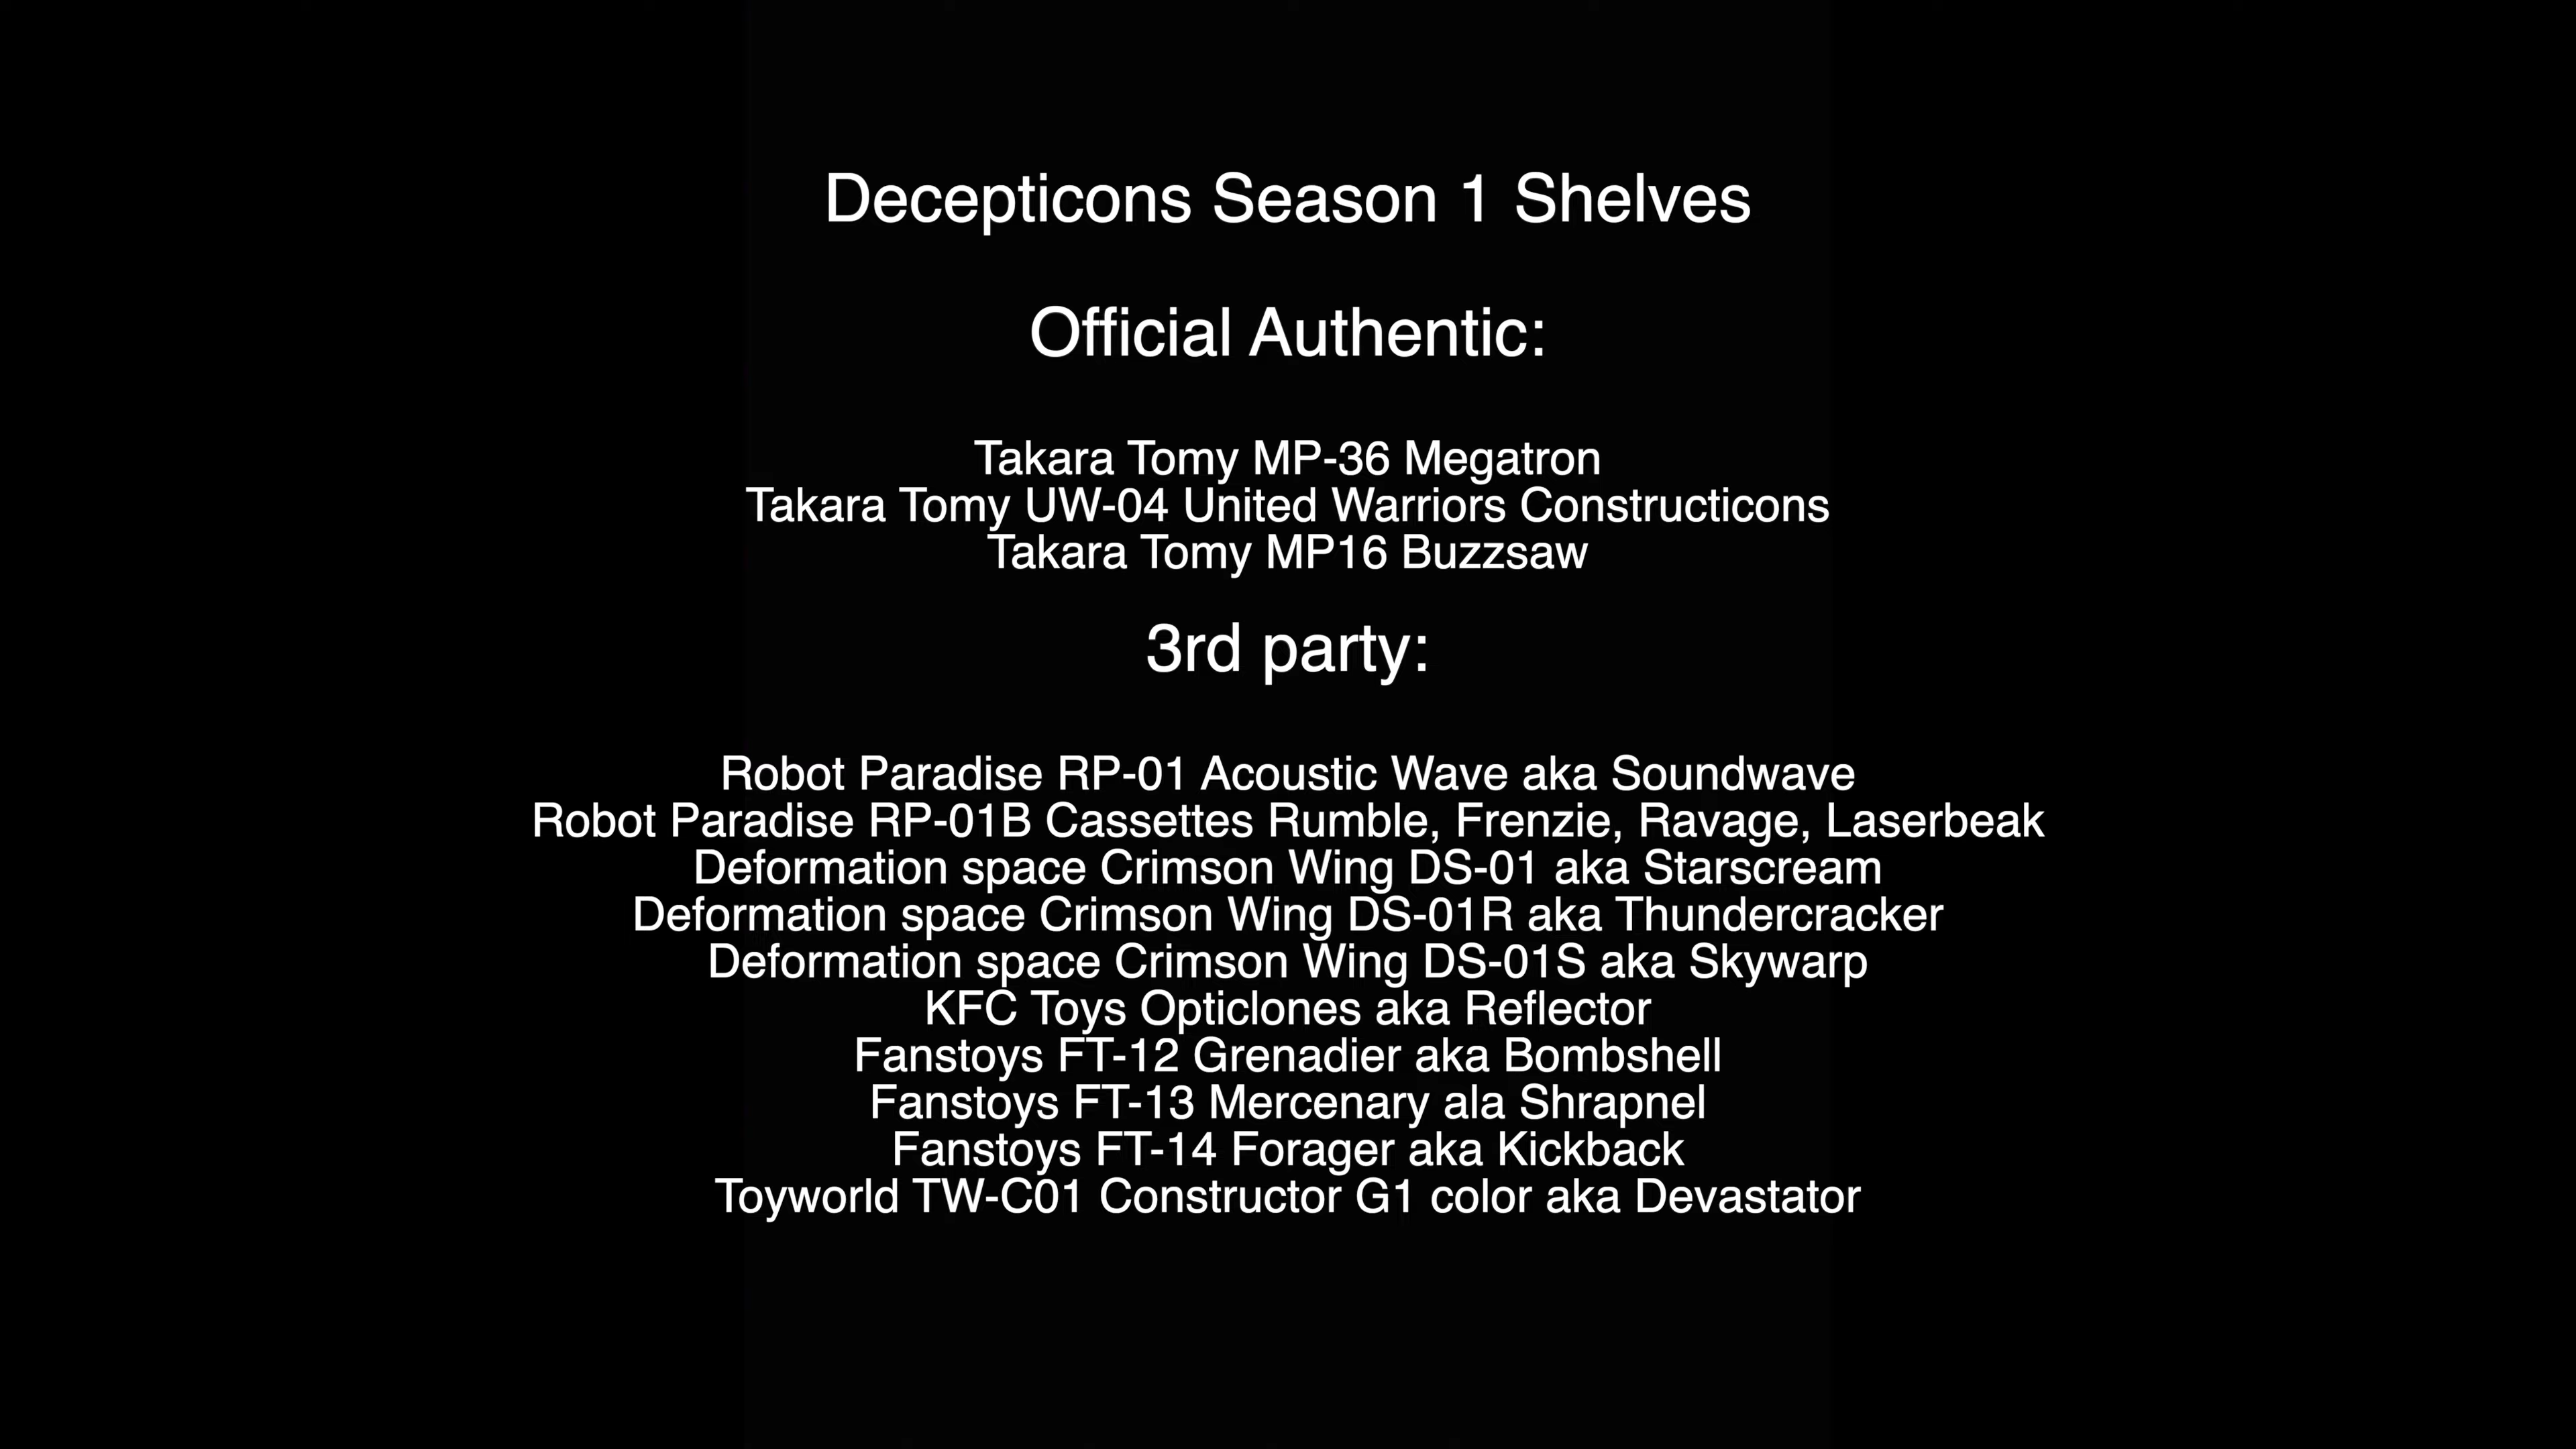 Decepticons Season 1 Shelves
Official Authentic:
Takara Tomy MP-36 Megatron
Takara Tomy UW-04 United Warriors Constructicons
Takara Tomy MP16 Buzzsaw
3rd party:
Robot Paradise RP-01 Acoustic Wave aka Soundwave
Robot Paradise RP-01B Cassettes Rumble, Frenzie, Ravage, Laserbeak
Deformation space Crimson Wing DS-01 aka Starscream
Deformation space Crimson Wing DS-01R aka Thundercracker
Deformation space Crimson Wing DS-01S aka Skywarp
KFC Toys Opticlones aka Reflector
Fanstoys FT-12 Grenadier aka Bombshell
Fanstoys FT-13 Mercenary ala Shrapnel
Fanstoys FT-14 Forager aka Kickback
Toyworld TW-C01 Constructor G1 color aka Devastator